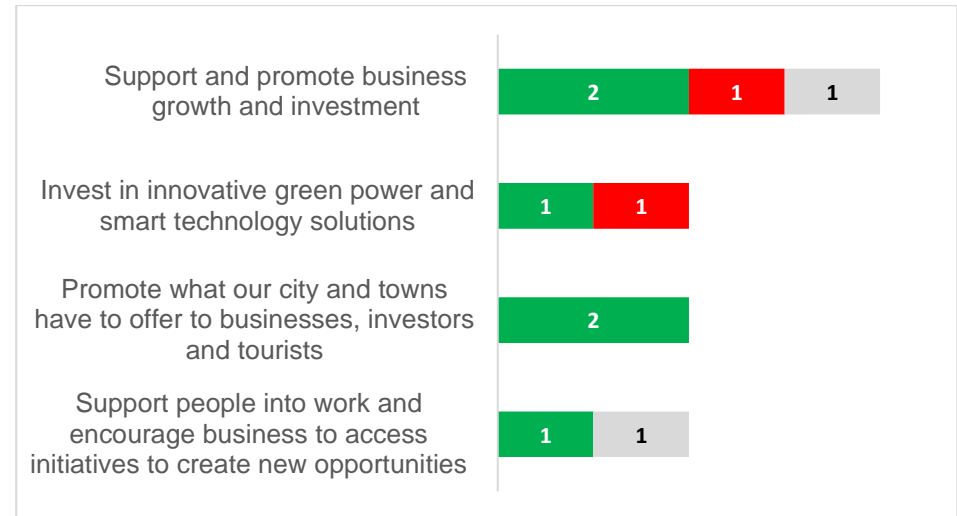 Support and promote business
growth and investment
2 1 1
Invest in innovative green power and
smart technology solutions
1 1
Promote what our city and towns
have to offer to businesses, investors
and tourists
2
Support people into work and
encourage business to access
initiatives to create new opportunities
1 1